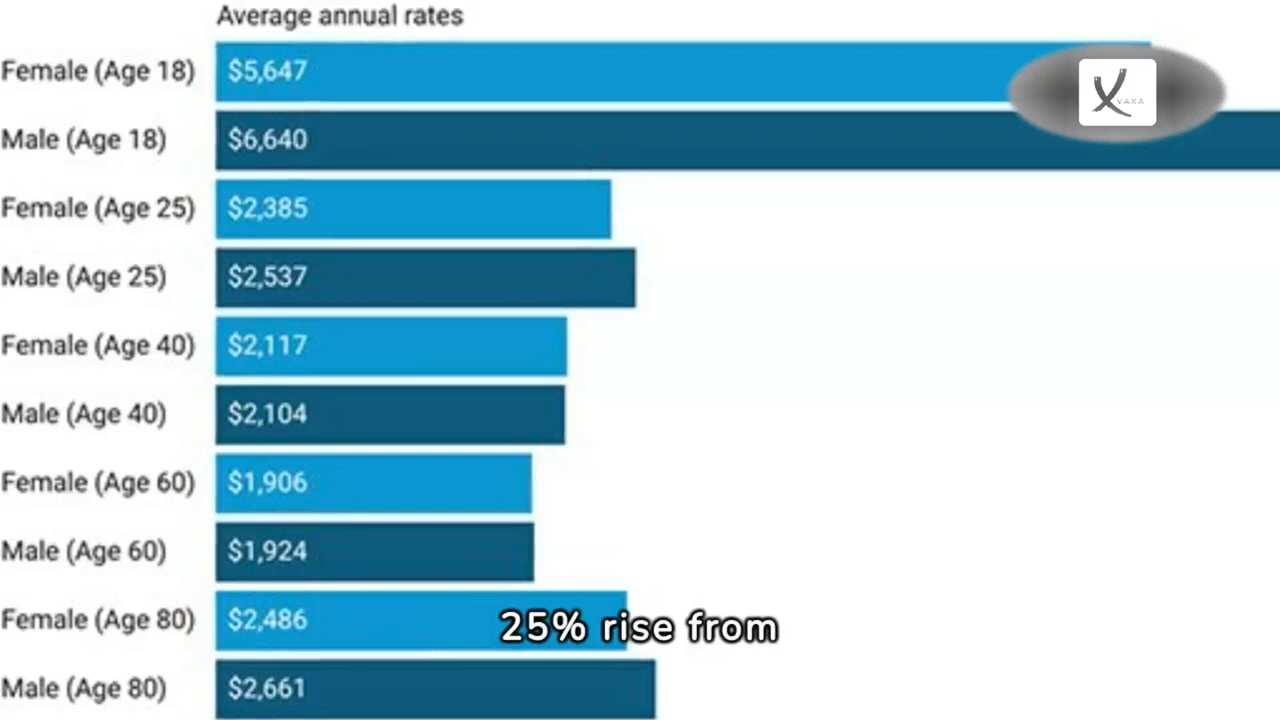 Average annual rates
Female (Age 18) $5,647
Male (Age 18) $6,640
Female (Age 25) $2,385
Male (Age 25) $2,537
Female (Age 40) $2,117
Male (Age 40) $2,104
Female (Age 60) $1,906
Male (Age 60) $1,924
Female (Age 80) $2,486
25% rise from
Male (Age 80) $2,661
VAXA